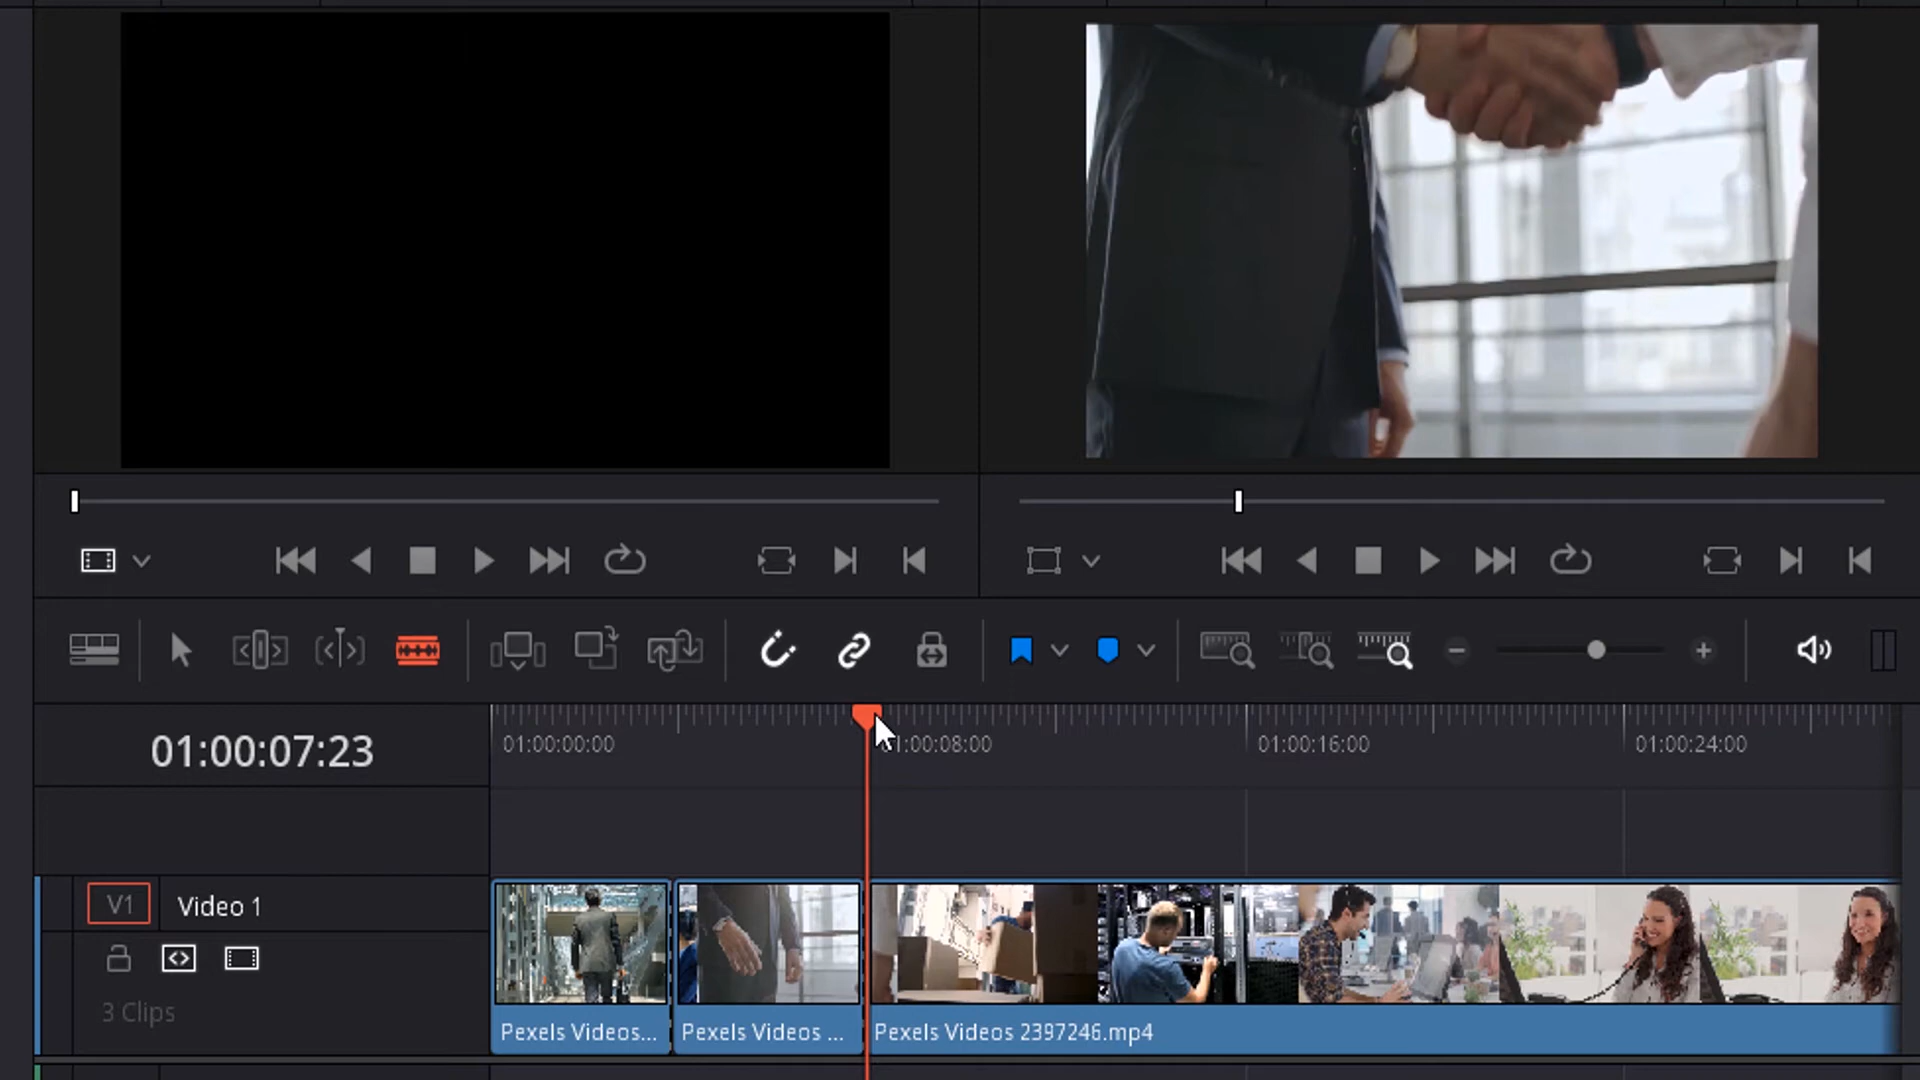 01:00:07:23
01:00:00:00
01:00:08:00
01:00:16:00
01:00:24:00
V1
Video 1
3 Clips
Pexels Videos...
Pexels Videos ...
Pexels Videos 2397246.mp4